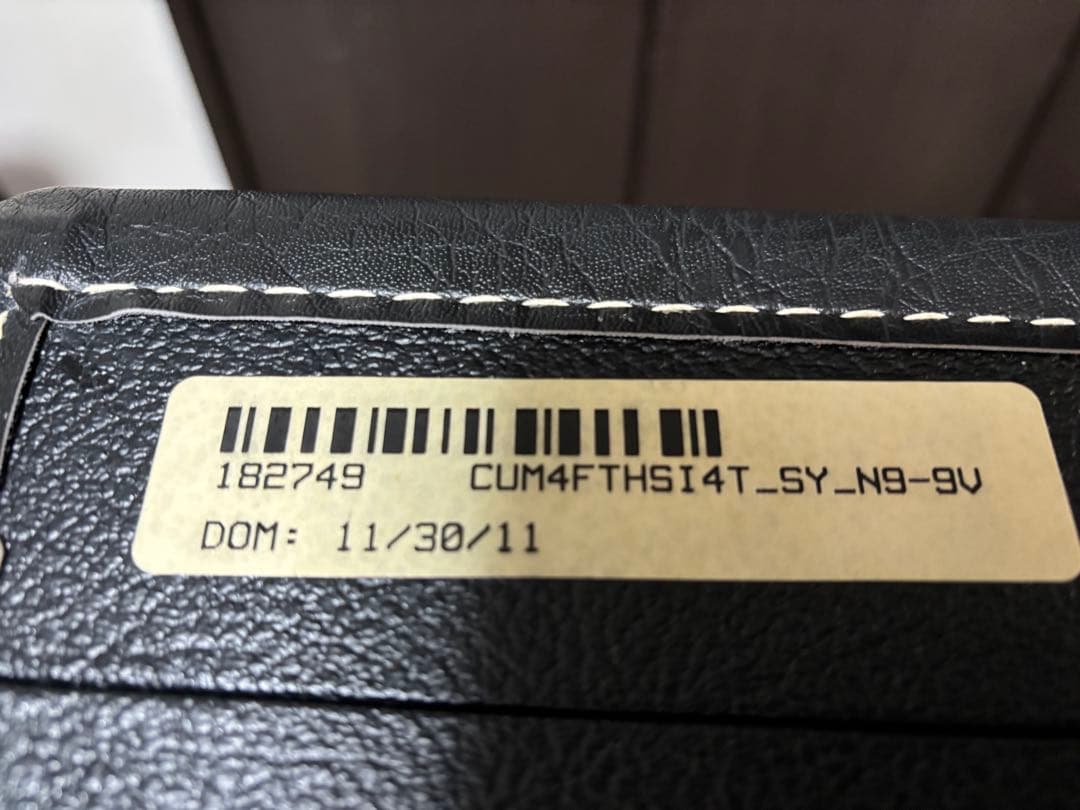 182749 CUM4FTHSI4T_SY_N9-9V
DOM: 11/30/11